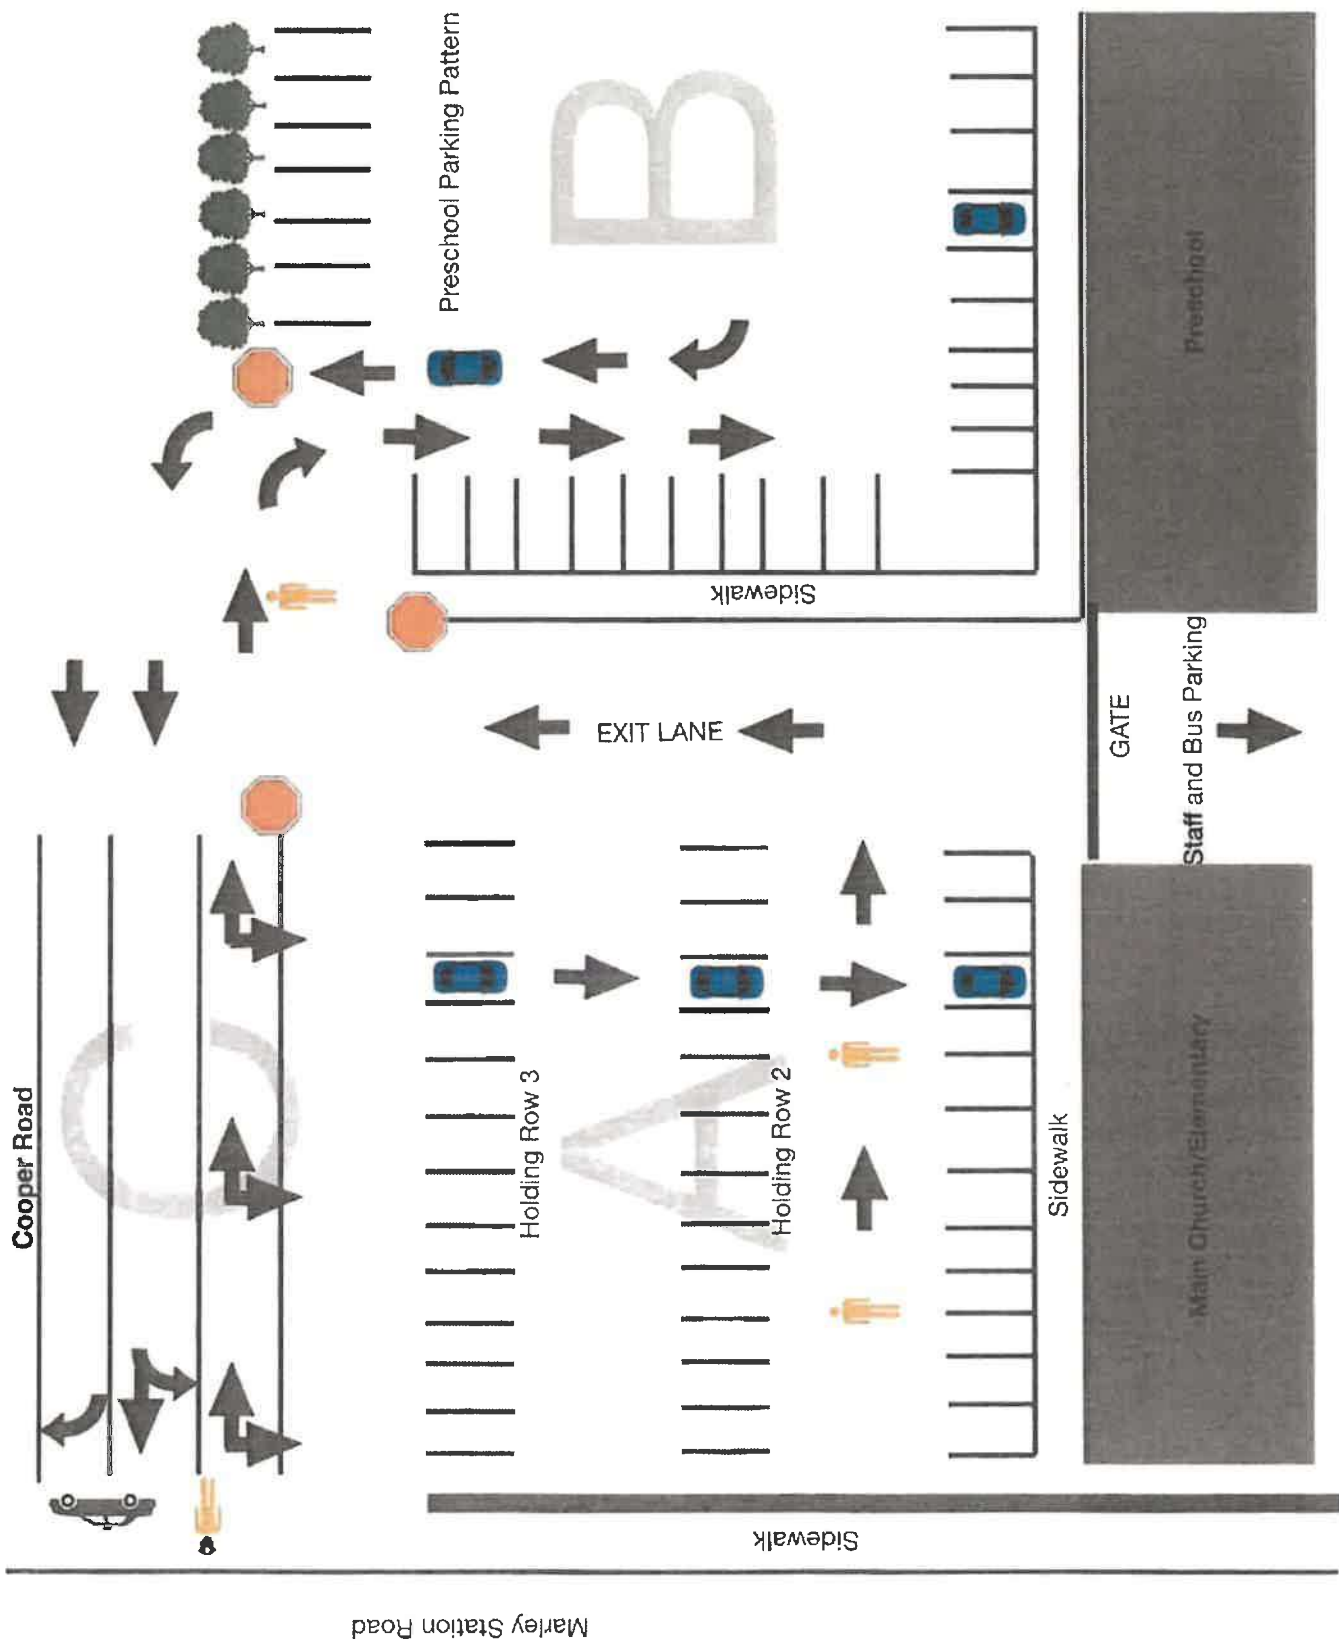 Cooper Road
C
Preschool Parking Pattern
B
Sidewalk
EXIT LANE
GATE
Staff and Bus Parking
Preschool
Holding Row 3
A
Holding Row 2
Sidewalk
Main Church/Elementary
Sidewalk
Marley Station Road